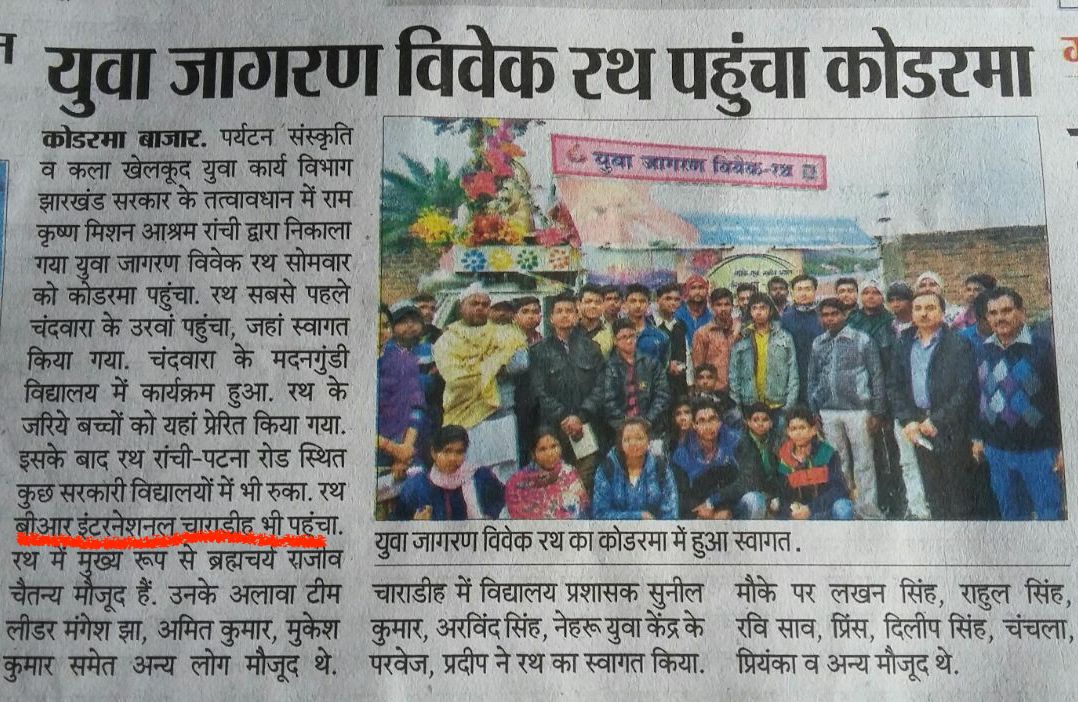 युवा जागरण विवेक रथ पहुंचा कोडरमा
कोडरमा बाजार. पर्यटन संस्कृति
व कला खेलकूद युवा कार्य विभाग
झारखंड सरकार के तत्वावधान में राम
कृष्ण मिशन आश्रम रांची द्वारा निकाला
गया युवा जागरण विवेक रथ सोमवार
को कोडरमा पहुंचा. रथ सबसे पहले
चंदवारा के उरवां पहुंचा, जहां स्वागत
किया गया. चंदवारा के मदनगुंडी
विद्यालय में कार्यक्रम हुआ. रथ के
जरिये बच्चों को यहां प्रेरित किया गया.
इसके बाद रथ रांची-पटना रोड स्थित
कुछ सरकारी विद्यालयों में भी रुका. रथ
बीआर इंटरनेशनल चाराडीह भी पहुंचा.
रथ में मुख्य रूप से ब्रह्मचर्य राजीव
चैतन्य मौजूद हैं. उनके अलावा टीम
लीडर मंगेश झा, अमित कुमार, मुकेश
कुमार समेत अन्य लोग मौजूद थे.
युवा जागरण विवेक-रथ
युवा जागरण विवेक रथ का कोडरमा में हुआ स्वागत.
चाराडीह में विद्यालय प्रशासक सुनील
कुमार, अरविंद सिंह, नेहरू युवा केंद्र के
परवेज, प्रदीप ने रथ का स्वागत किया.
मौके पर लखन सिंह, राहुल सिंह,
रवि साव, प्रिंस, दिलीप सिंह, चंचला,
प्रियंका व अन्य मौजूद थे.